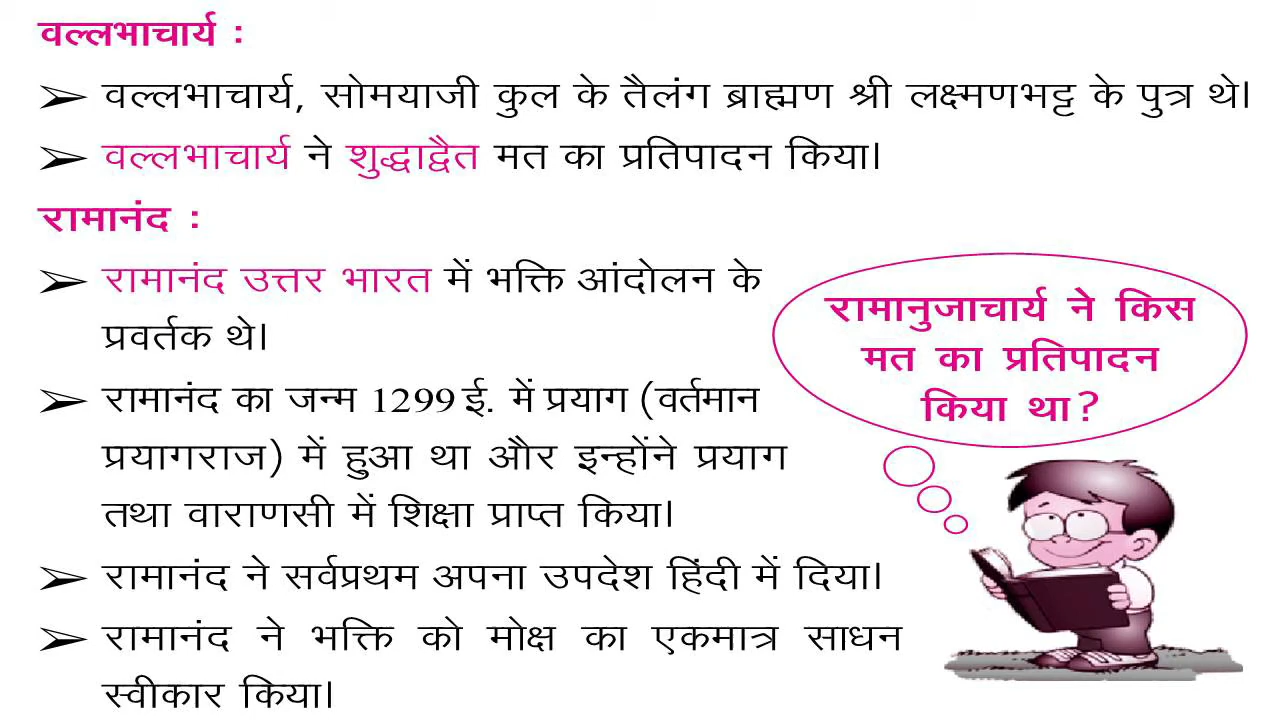 वल्लभाचार्य :
➢ वल्लभाचार्य, सोमयाजी कुल के तैलंग ब्राह्मण श्री लक्ष्मणभट्ट के पुत्र थे।
➢ वल्लभाचार्य ने शुद्धाद्वैत मत का प्रतिपादन किया।
रामानंद :
➢ रामानंद उत्तर भारत में भक्ति आंदोलन के
प्रवर्तक थे।
➢ रामानंद का जन्म 1299 ई. में प्रयाग (वर्तमान
प्रयागराज) में हुआ था और इन्होंने प्रयाग
तथा वाराणसी में शिक्षा प्राप्त किया।
➢ रामानंद ने सर्वप्रथम अपना उपदेश हिंदी में दिया।
➢ रामानंद ने भक्ति को मोक्ष का एकमात्र साधन
स्वीकार किया।
रामानुजाचार्य ने किस
मत का प्रतिपादन
किया था?